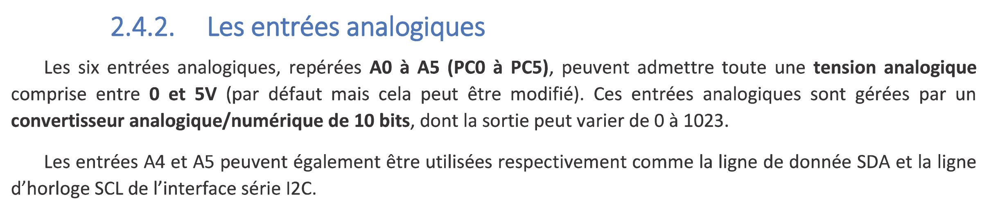 2.4.2. Les entrées analogiques
Les six entrées analogiques, repérées A0 à A5 (PC0 à PC5), peuvent admettre toute une tension analogique
comprise entre 0 et 5V (par défaut mais cela peut être modifié). Ces entrées analogiques sont gérées par un
convertisseur analogique/numérique de 10 bits, dont la sortie peut varier de 0 à 1023.
Les entrées A4 et A5 peuvent également être utilisées respectivement comme la ligne de donnée SDA et la ligne
d’horloge SCL de l’interface série I2C.